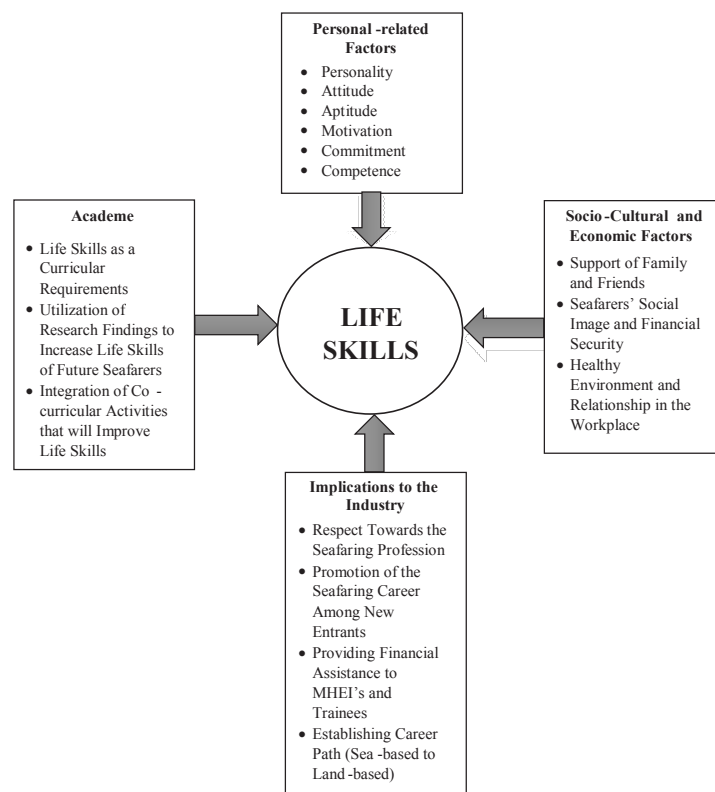 Personal -related
Factors
• Personality
• Attitude
• Aptitude
• Motivation
• Commitment
• Competence
Academe
• Life Skills as a
Curricular
Requirements
• Utilization of
Research Findings to
Increase Life Skills
of Future Seafarers
• Integration of Co -
curricular Activities
that will Improve
Life Skills
LIFE
SKILLS
Socio -Cultural and
Economic Factors
• Support of Family
and Friends
• Seafarers’ Social
Image and Financial
Security
• Healthy
Environment and
Relationship in the
Workplace
Implications to the
Industry
• Respect Towards the
Seafaring Profession
• Promotion of the
Seafaring Career
Among New
Entrants
• Providing Financial
Assistance to
MHEI’s and
Trainees
• Establishing Career
Path (Sea -based to
Land -based)